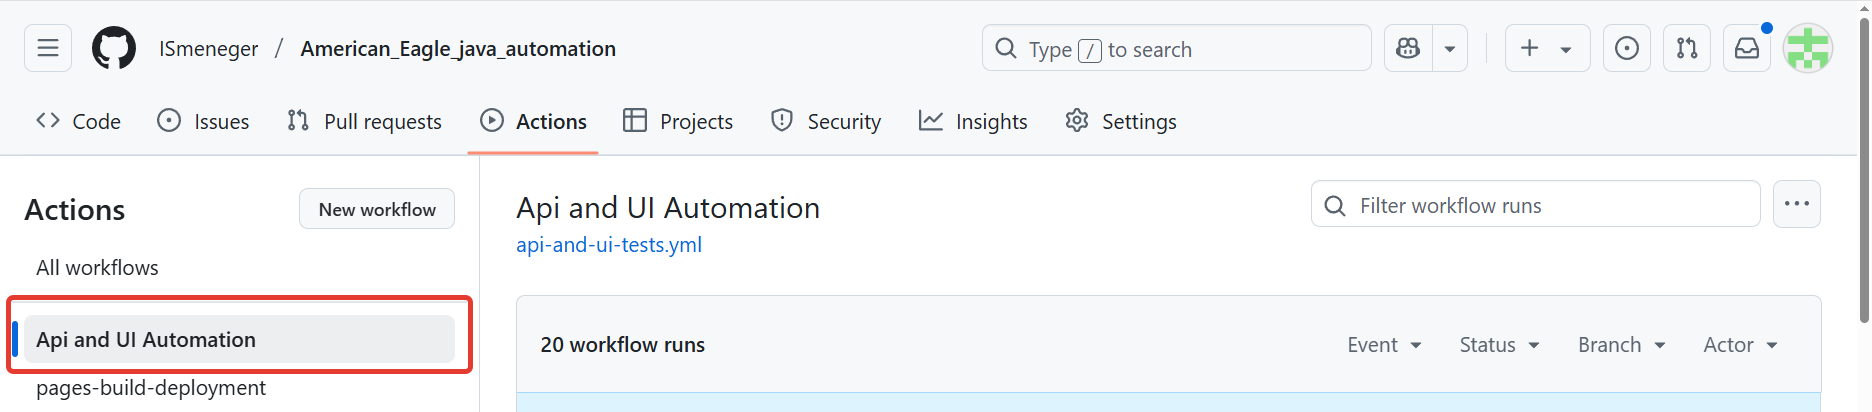 ISmeneger / American_Eagle_java_automation
Type / to search
Code Issues Pull requests Actions Projects Security Insights Settings
Actions
New workflow
All workflows
Api and UI Automation
pages-build-deployment
Api and UI Automation
api-and-ui-tests.yml
Filter workflow runs
20 workflow runs
Event Status Branch Actor